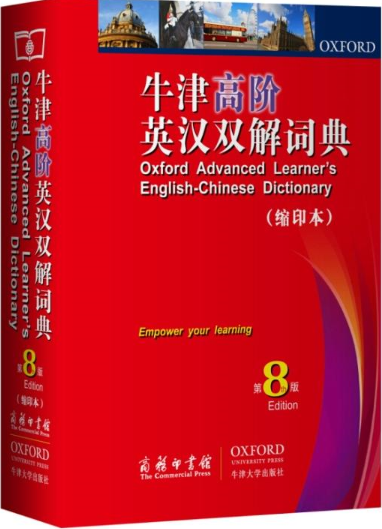 OXFORD
牛津高阶
英汉双解词典
Oxford Advanced Learner's
English-Chinese Dictionary
(缩印本)
Empower your learning
第8版
Edition
商务印书馆
The Commercial Press
OXFORD
UNIVERSITY PRESS
牛津大学出版社
牛津高阶英汉双解词典
Oxford Advanced Learner's
English-Chinese Dictionary
第8版
Edition
(缩印本)
商务印书馆
The Commercial Press
OXFORD
UNIVERSITY PRESS
牛津大学出版社